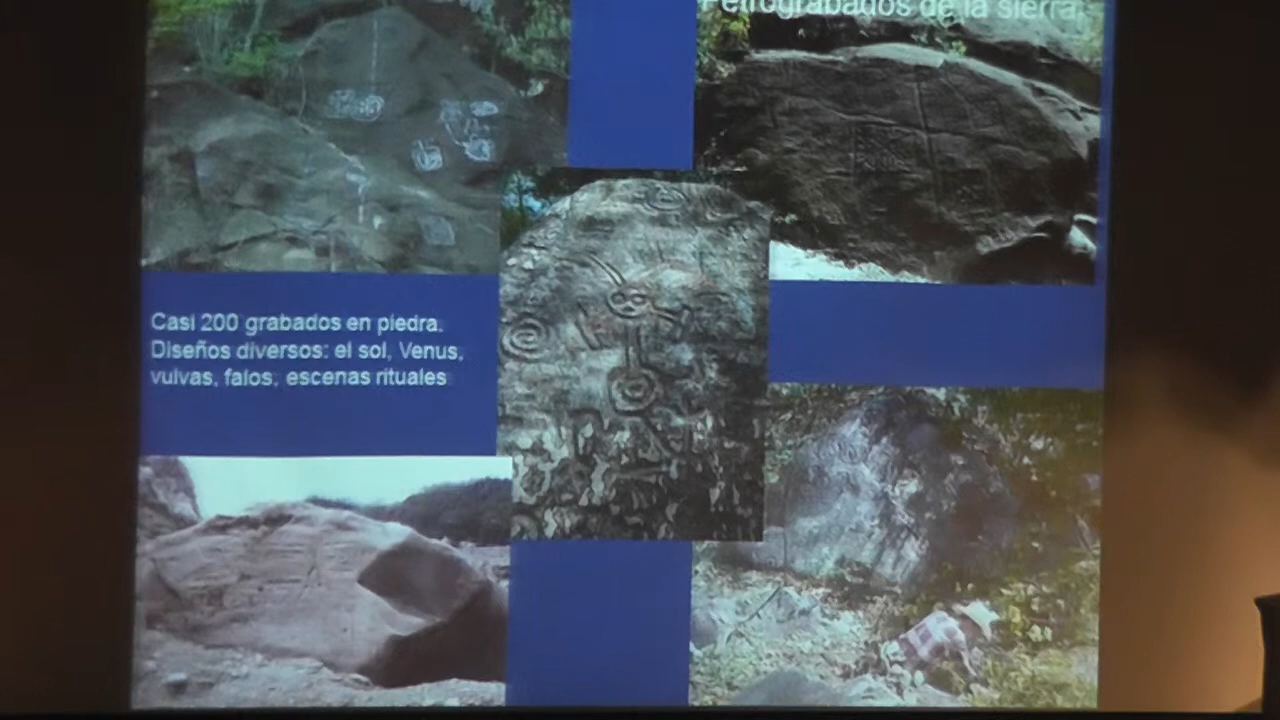 Petrograbados de la sierra,
Casi 200 grabados en piedra.
Diseños diversos: el sol, Venus,
vulvas, falos, escenas rituales